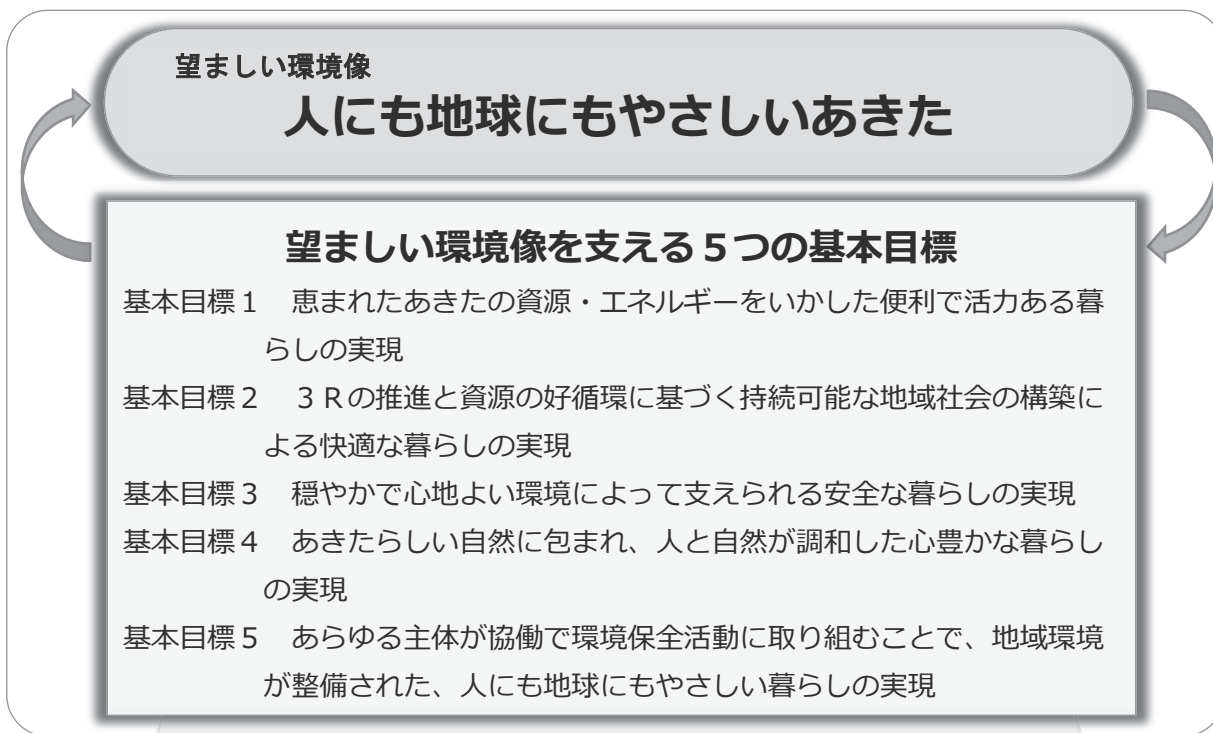 望ましい環境像
人にも地球にもやさしいあきた
望ましい環境像を支える５つの基本目標
基本目標１　恵まれたあきたの資源・エネルギーをいかした便利で活力ある暮
らしの実現
基本目標２　３Ｒの推進と資源の好循環に基づく持続可能な地域社会の構築に
よる快適な暮らしの実現
基本目標３　穏やかで心地よい環境によって支えられる安全な暮らしの実現
基本目標４　あきたらしい自然に包まれ、人と自然が調和した心豊かな暮らし
の実現
基本目標５　あらゆる主体が協働で環境保全活動に取り組むことで、地域環境
が整備された、人にも地球にもやさしい暮らしの実現